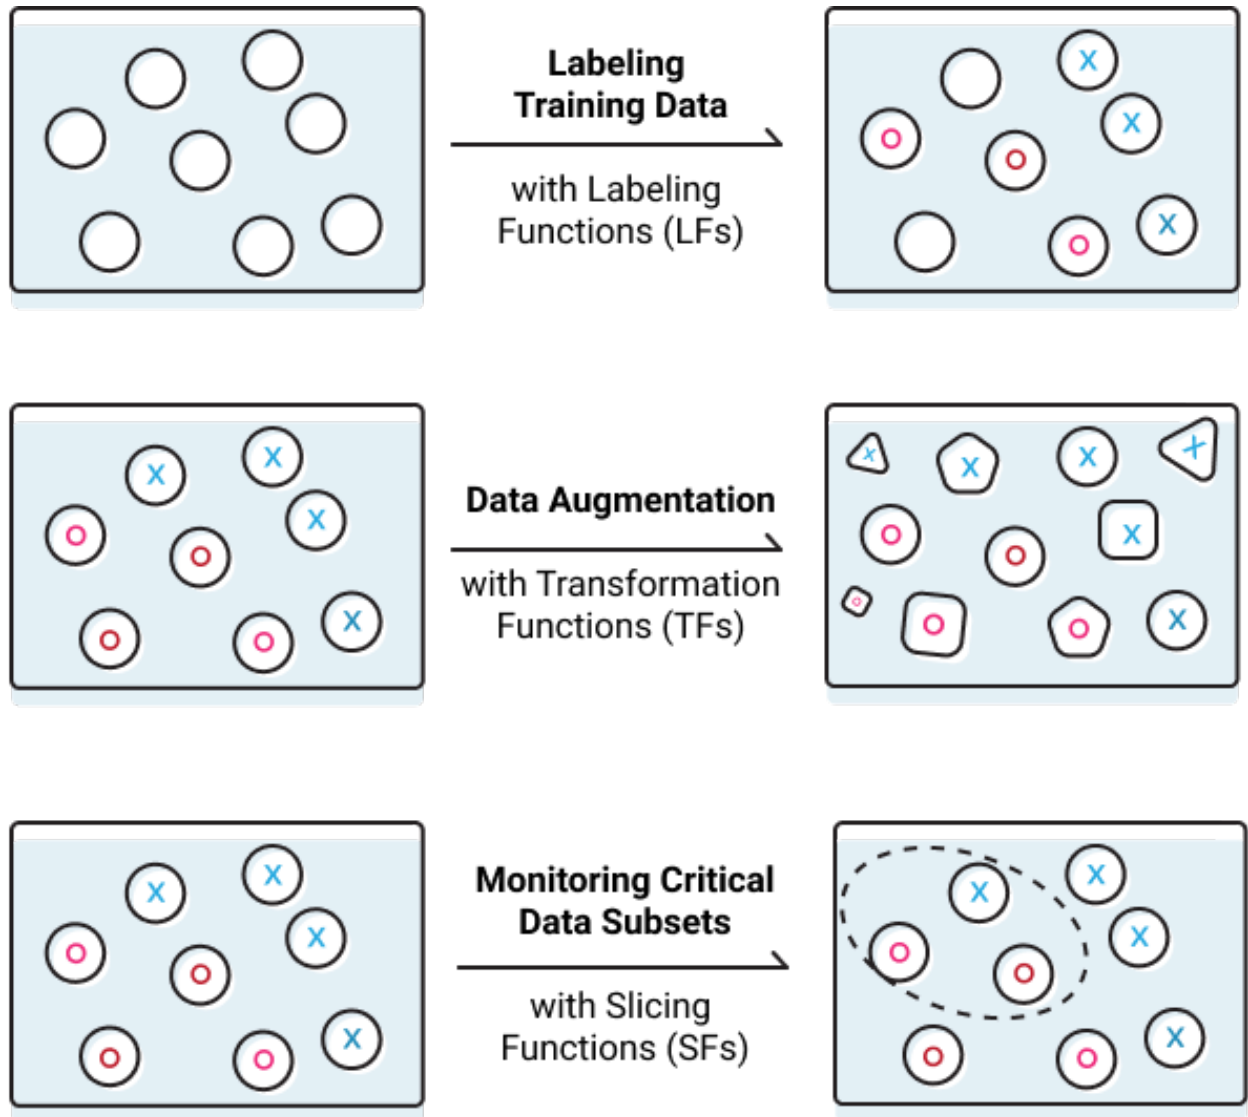 Labeling
Training Data
with Labeling
Functions (LFs)
Data Augmentation
with Transformation
Functions (TFs)
Monitoring Critical
Data Subsets
with Slicing
Functions (SFs)